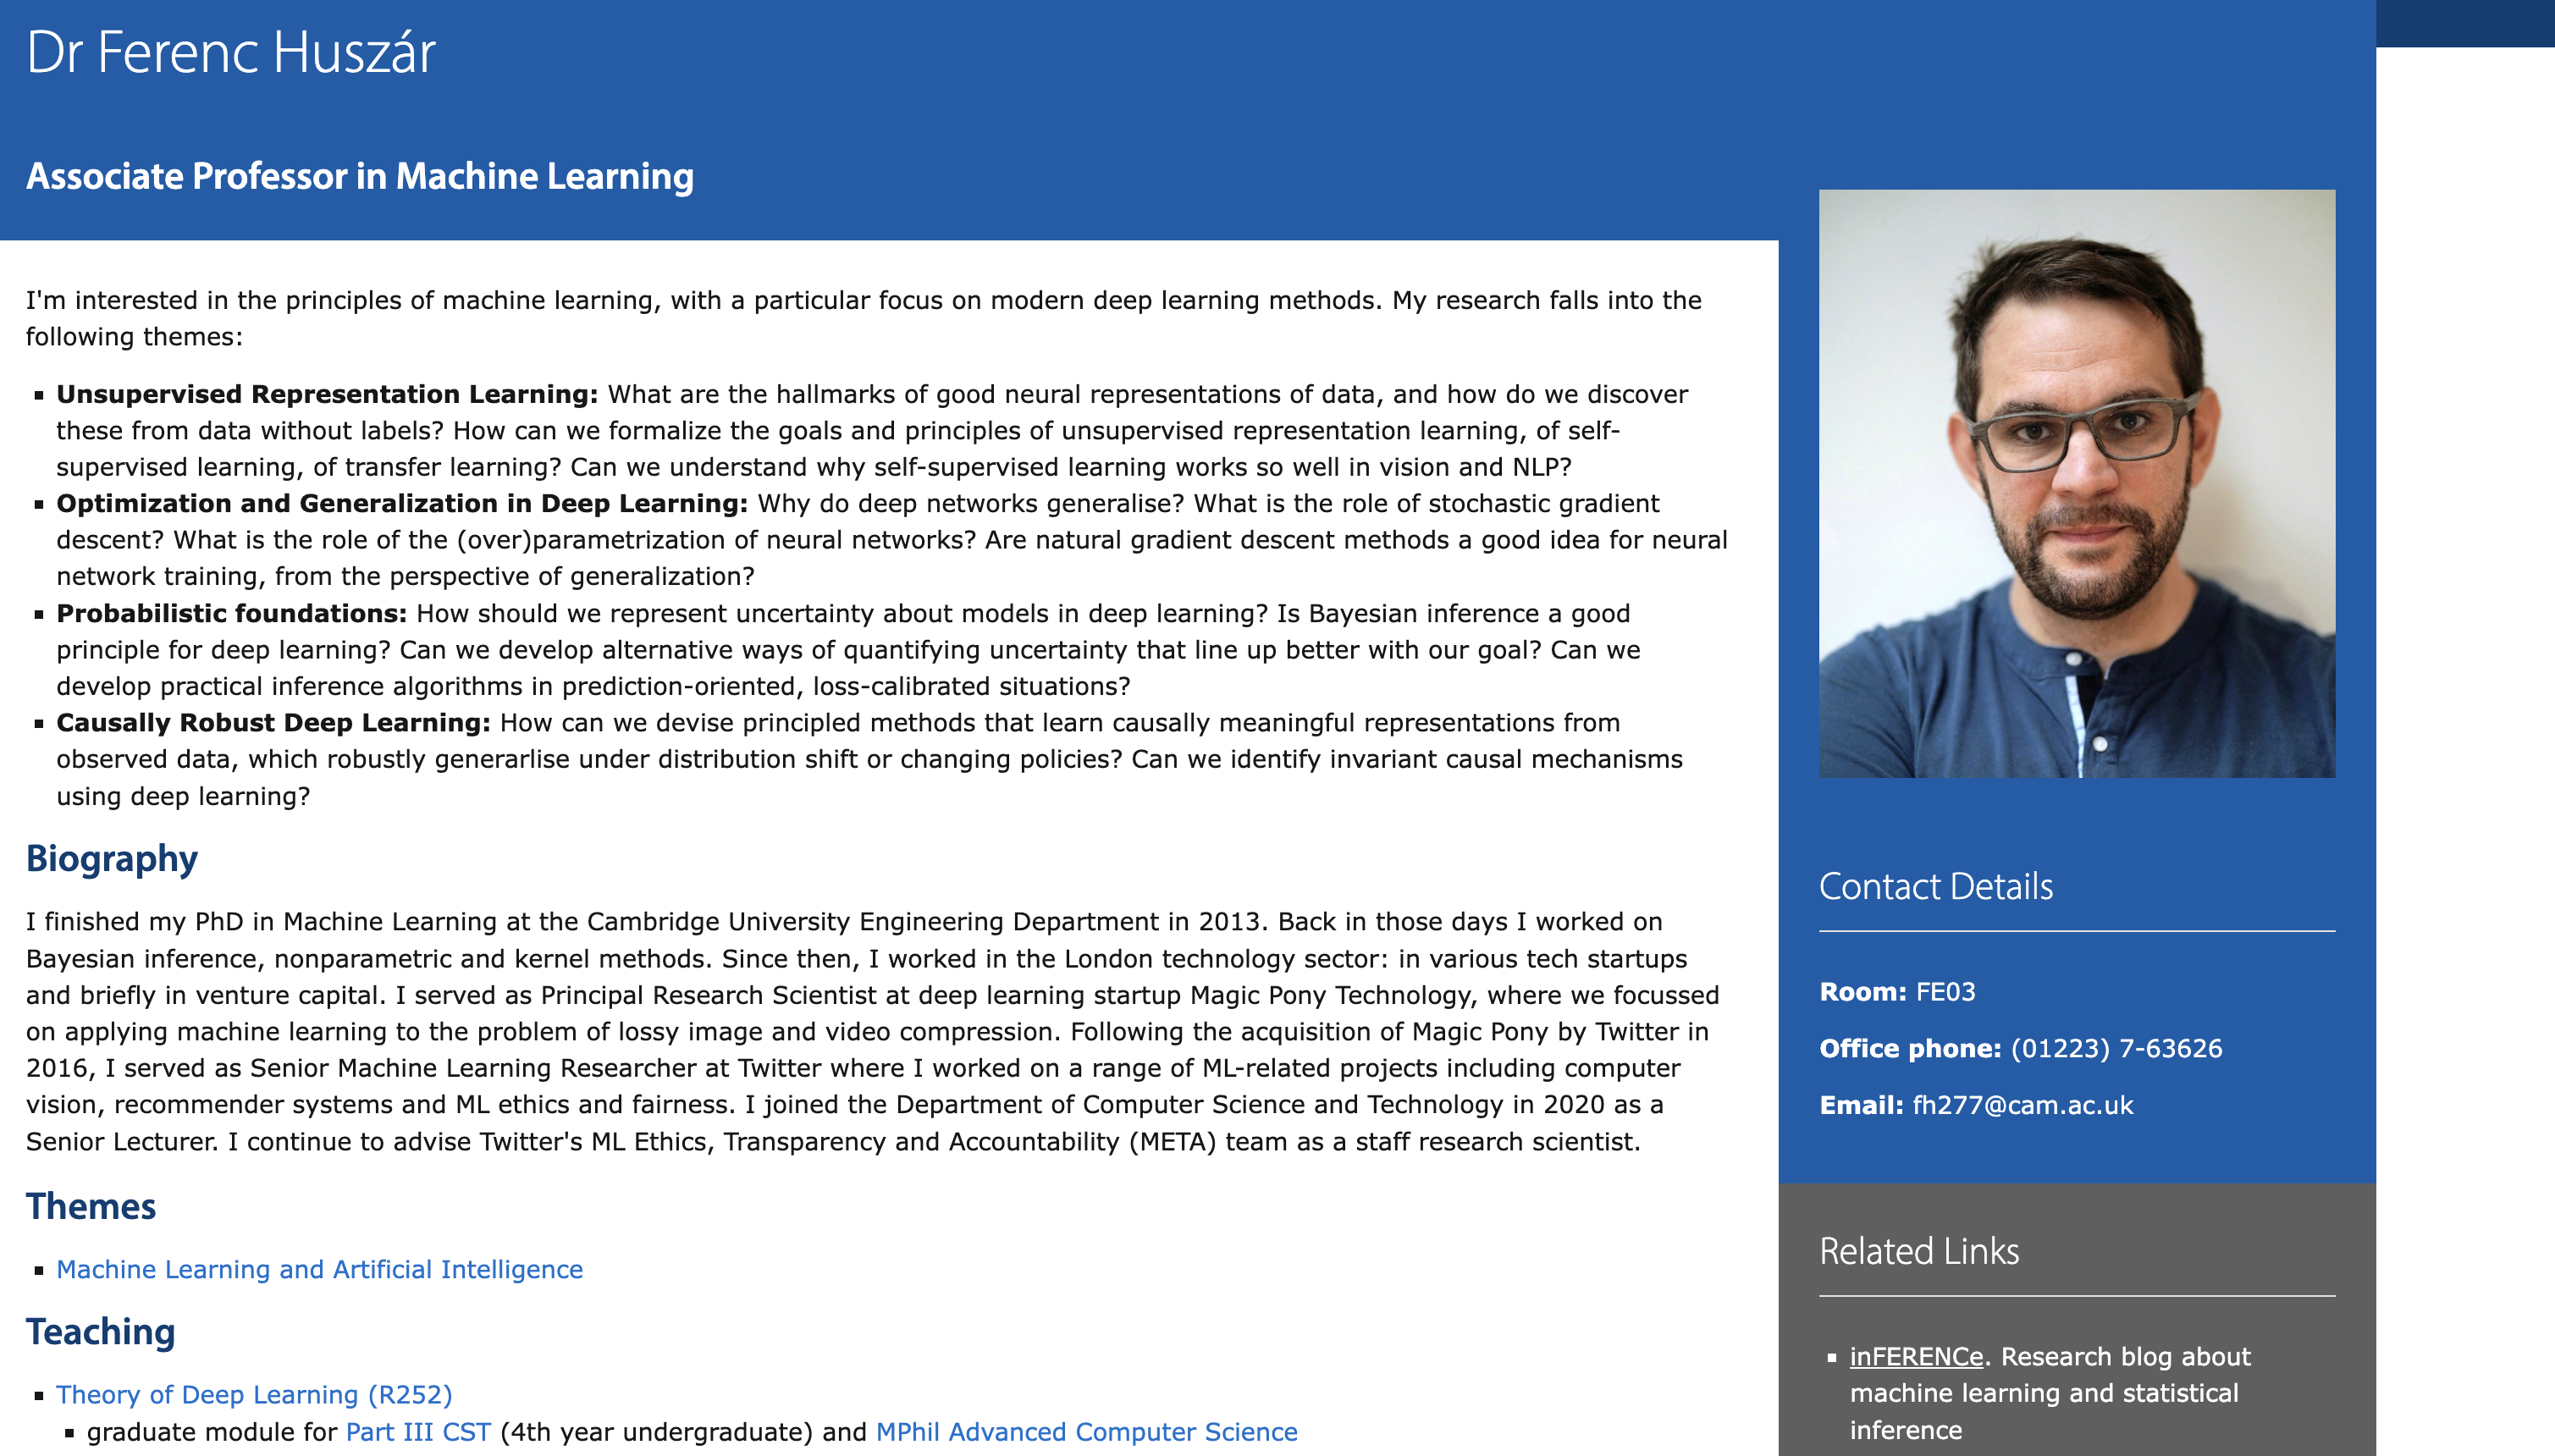 Dr Ferenc Huszár
Associate Professor in Machine Learning
I'm interested in the principles of machine learning, with a particular focus on modern deep learning methods. My research falls into the
following themes:
▪ Unsupervised Representation Learning: What are the hallmarks of good neural representations of data, and how do we discover
these from data without labels? How can we formalize the goals and principles of unsupervised representation learning, of self-
supervised learning, of transfer learning? Can we understand why self-supervised learning works so well in vision and NLP?
▪ Optimization and Generalization in Deep Learning: Why do deep networks generalise? What is the role of stochastic gradient
descent? What is the role of the (over)parametrization of neural networks? Are natural gradient descent methods a good idea for neural
network training, from the perspective of generalization?
▪ Probabilistic foundations: How should we represent uncertainty about models in deep learning? Is Bayesian inference a good
principle for deep learning? Can we develop alternative ways of quantifying uncertainty that line up better with our goal? Can we
develop practical inference algorithms in prediction-oriented, loss-calibrated situations?
▪ Causally Robust Deep Learning: How can we devise principled methods that learn causally meaningful representations from
observed data, which robustly generarlise under distribution shift or changing policies? Can we identify invariant causal mechanisms
using deep learning?
Biography
I finished my PhD in Machine Learning at the Cambridge University Engineering Department in 2013. Back in those days I worked on
Bayesian inference, nonparametric and kernel methods. Since then, I worked in the London technology sector: in various tech startups
and briefly in venture capital. I served as Principal Research Scientist at deep learning startup Magic Pony Technology, where we focussed
on applying machine learning to the problem of lossy image and video compression. Following the acquisition of Magic Pony by Twitter in
2016, I served as Senior Machine Learning Researcher at Twitter where I worked on a range of ML-related projects including computer
vision, recommender systems and ML ethics and fairness. I joined the Department of Computer Science and Technology in 2020 as a
Senior Lecturer. I continue to advise Twitter's ML Ethics, Transparency and Accountability (META) team as a staff research scientist.
Themes
▪ Machine Learning and Artificial Intelligence
Teaching
▪ Theory of Deep Learning (R252)
▪ graduate module for Part III CST (4th year undergraduate) and MPhil Advanced Computer Science
Contact Details
Room: FE03
Office phone: (01223) 7-63626
Email: fh277@cam.ac.uk
Related Links
▪ inFERENCe. Research blog about
machine learning and statistical
inference